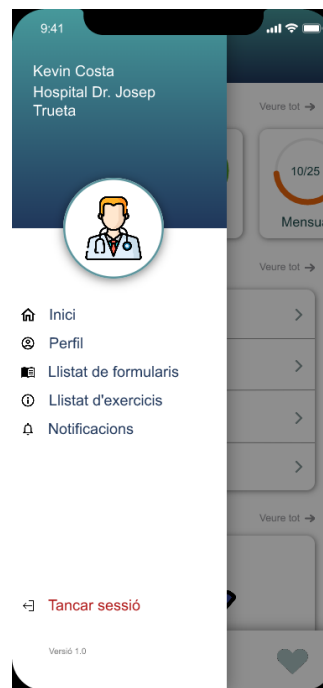 9:41
Kevin Costa
Hospital Dr. Josep
Trueta
Veure tot
10/25
Mensu
Veure tot
Inici
Perfil
Llistat de formularis
Llistat d'exercicis
Notificacions
Veure tot
Tancar sessió
Versió 1.0